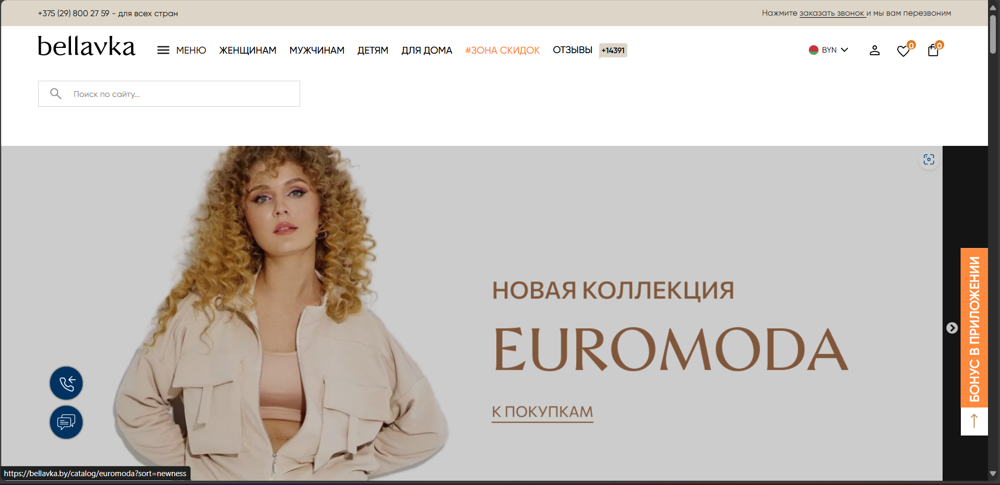 +375 (29) 800 27 59 - для всех стран
Нажмите заказать звонок и мы вам перезвоним
bellavka
МЕНЮ
ЖЕНЩИНАМ
МУЖЧИНАМ
ДЕТЯМ
ДЛЯ ДОМА
#ЗОНА СКИДОК
ОТЗЫВЫ
+14391
BYN
0
0
Поиск по сайту...
НОВАЯ КОЛЛЕКЦИЯ
EUROMODA
К ПОКУПКАМ
БОНУС В ПРИЛОЖЕНИИ
https://bellavka.by/catalog/euromoda?sort=newness